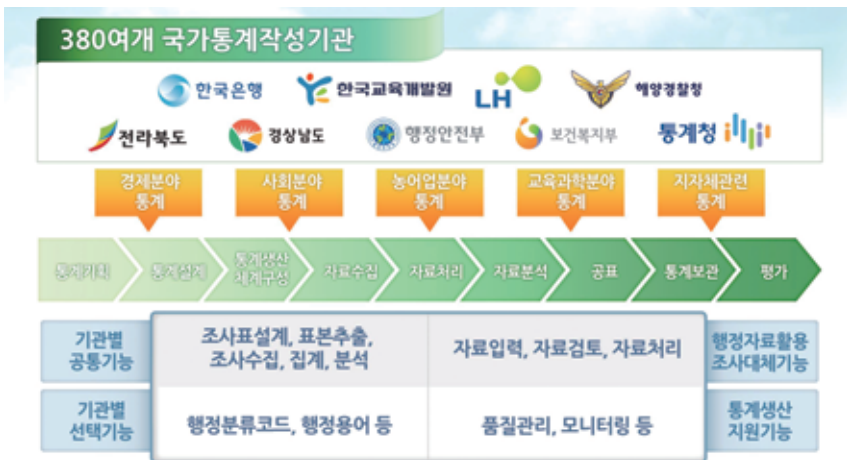 380여개 국가통계작성기관
한국은행
한국교육개발원
LH
해양경찰청
전라북도
경상남도
행정안전부
보건복지부
통계청
경제분야
통계
사회분야
통계
농어업분야
통계
교육과학분야
통계
지자체관련
통계
통계기획
통계설계
통계생산
체계구성
자료수집
자료처리
자료분석
공표
통계보관
평가
기관별
공통기능
조사표설계, 표본추출,
조사수집, 집계, 분석
자료입력, 자료검토, 자료처리
행정자료활용
조사대체기능
기관별
선택기능
행정분류코드, 행정용어 등
품질관리, 모니터링 등
통계생산
지원기능